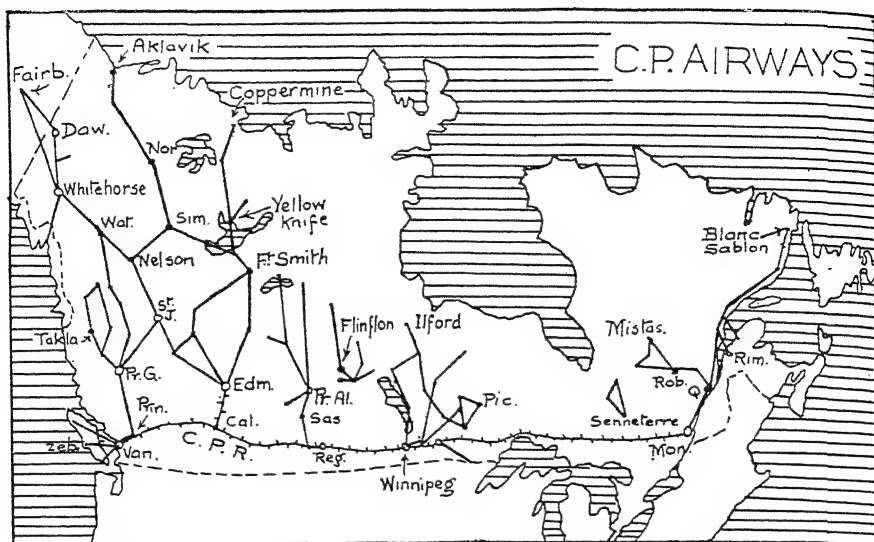 C.P. AIRWAYS
Aklavik
Fairb.
Coppermine
Daw.
Nor.
Whitehorse
Yellow
Knife
Sim.
Wat.
Blanc
Sablon
Nelson
Ft Smith
St.
J.
Takla
Flinflon
Ilford
Mistas.
Rim.
Pr.G.
Edm.
Pr. Al.
Pic.
Rob.
Q
Prin.
Cal.
Sas
Senneterre
Zeb.
Van.
C. P. R.
Reg.
Mon.
Winnipeg